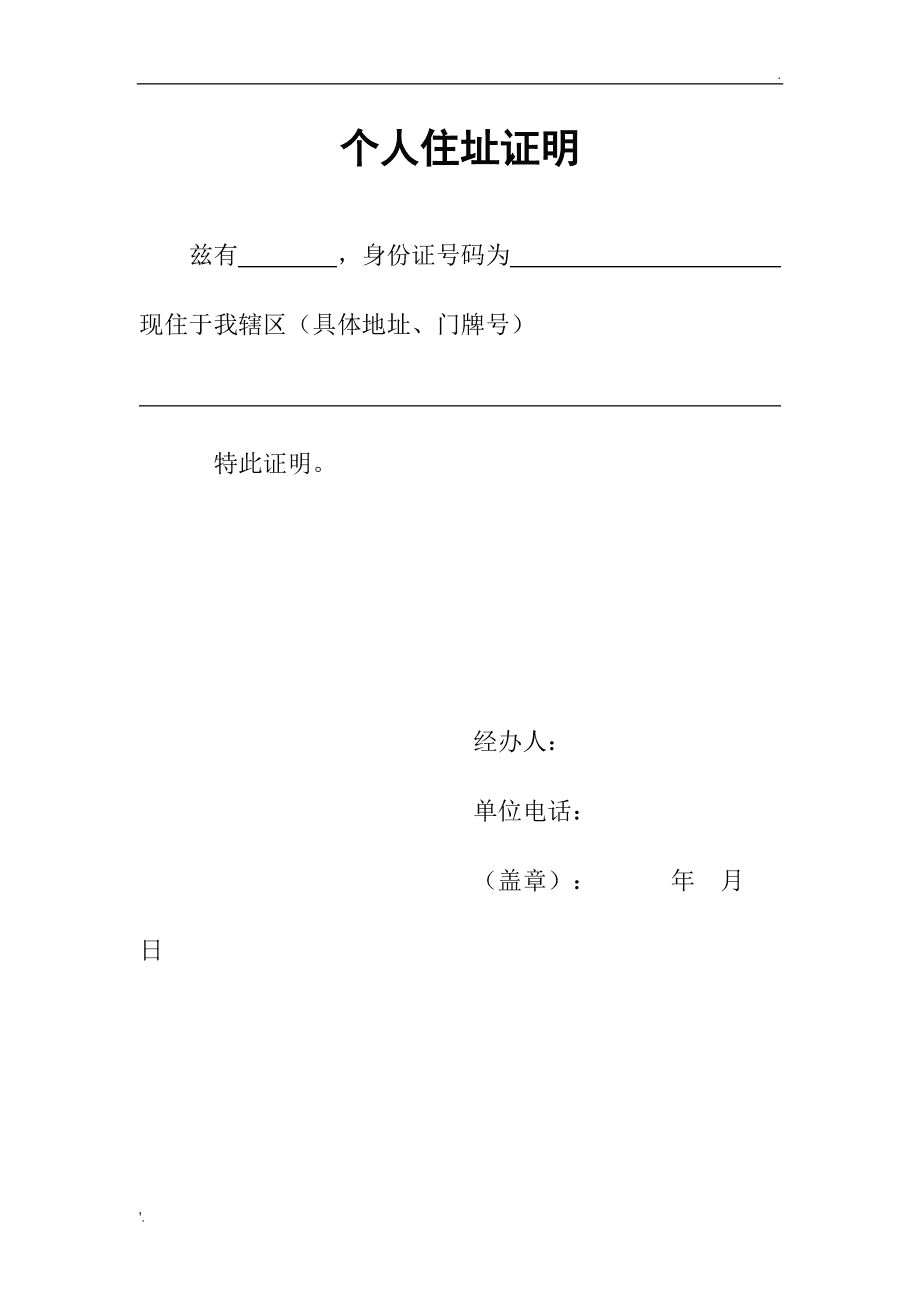 .
个人住址证明
兹有________，身份证号码为______________________
现住于我辖区（具体地址、门牌号）
特此证明。
经办人：
单位电话：
（盖章）： 年 月
日
'.